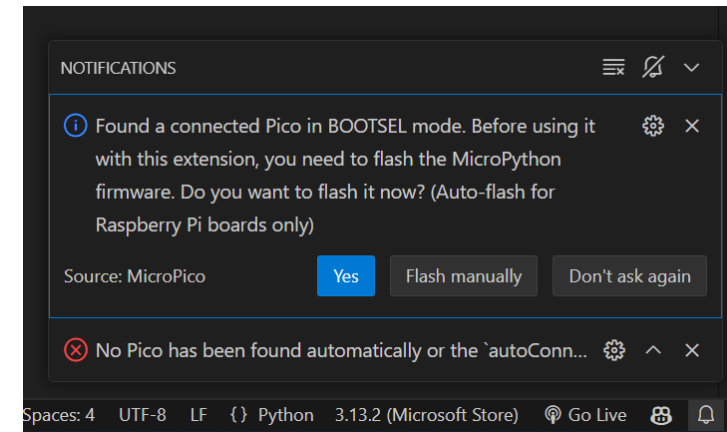 NOTIFICATIONS
Found a connected Pico in BOOTSEL mode. Before using it
with this extension, you need to flash the MicroPython
firmware. Do you want to flash it now? (Auto-flash for
Raspberry Pi boards only)
Source: MicroPico
Yes
Flash manually
Don't ask again
No Pico has been found automatically or the `autoConn...
Spaces: 4 UTF-8 LF {} Python 3.13.2 (Microsoft Store) Go Live